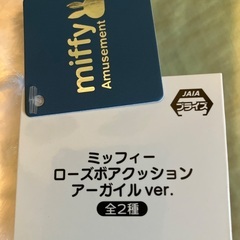 miffy
Amusement
JAIA
プライズ
ミッフィー
ローズボアクッション
アーガイルver.
全2種